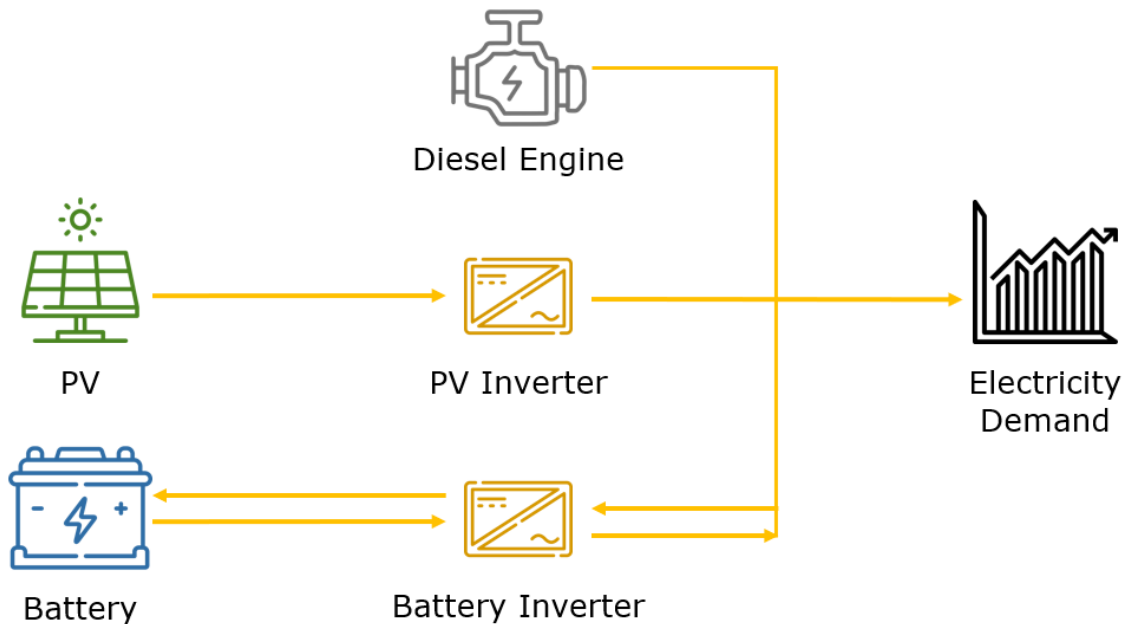 Diesel Engine
PV
PV Inverter
Electricity
Demand
Battery
Battery Inverter